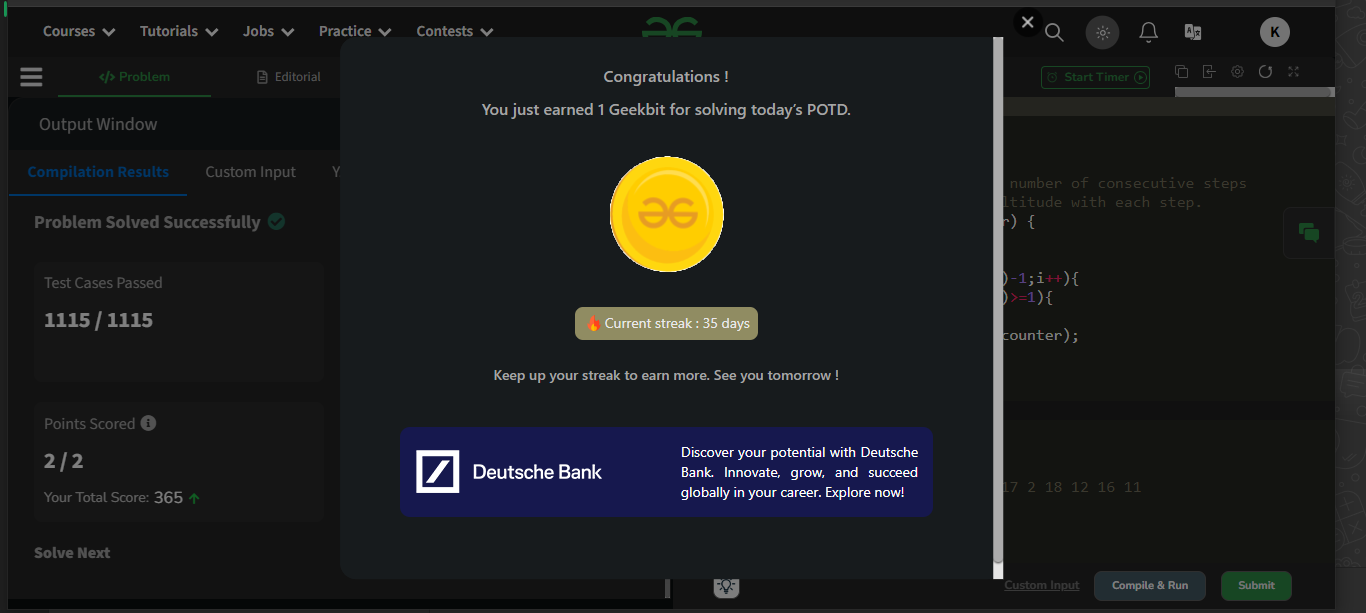 Courses Tutorials Jobs Practice Contests
K
Problem Editorial
Start Timer
Output Window
Compilation Results Custom Input Y
Problem Solved Successfully
Test Cases Passed
1115 / 1115
Points Scored
2 / 2
Your Total Score: 365
Solve Next
Congratulations !
You just earned 1 Geekbit for solving today’s POTD.
🔥 Current streak : 35 days
Keep up your streak to earn more. See you tomorrow !
Deutsche Bank
Discover your potential with Deutsche
Bank. Innovate, grow, and succeed
globally in your career. Explore now!
number of consecutive steps
ltitude with each step.
r) {
)-1;i++){
)>=1){
counter);
17 2 18 12 16 11
Custom Input Compile & Run Submit